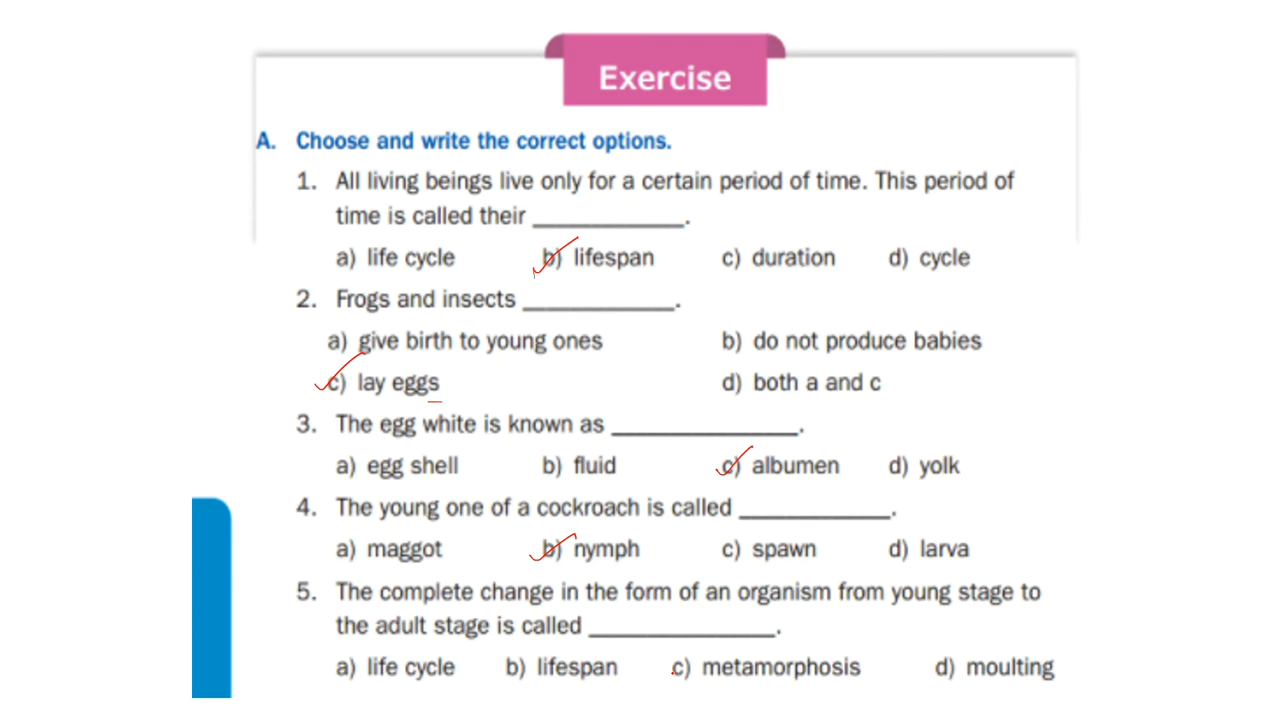 Exercise
A. Choose and write the correct options.
1. All living beings live only for a certain period of time. This period of
time is called their ____________.
a) life cycle b) lifespan c) duration d) cycle
2. Frogs and insects ____________.
a) give birth to young ones b) do not produce babies
c) lay eggs d) both a and c
3. The egg white is known as _______________.
a) egg shell b) fluid c) albumen d) yolk
4. The young one of a cockroach is called ____________.
a) maggot b) nymph c) spawn d) larva
5. The complete change in the form of an organism from young stage to
the adult stage is called _______________.
a) life cycle b) lifespan c) metamorphosis d) moulting